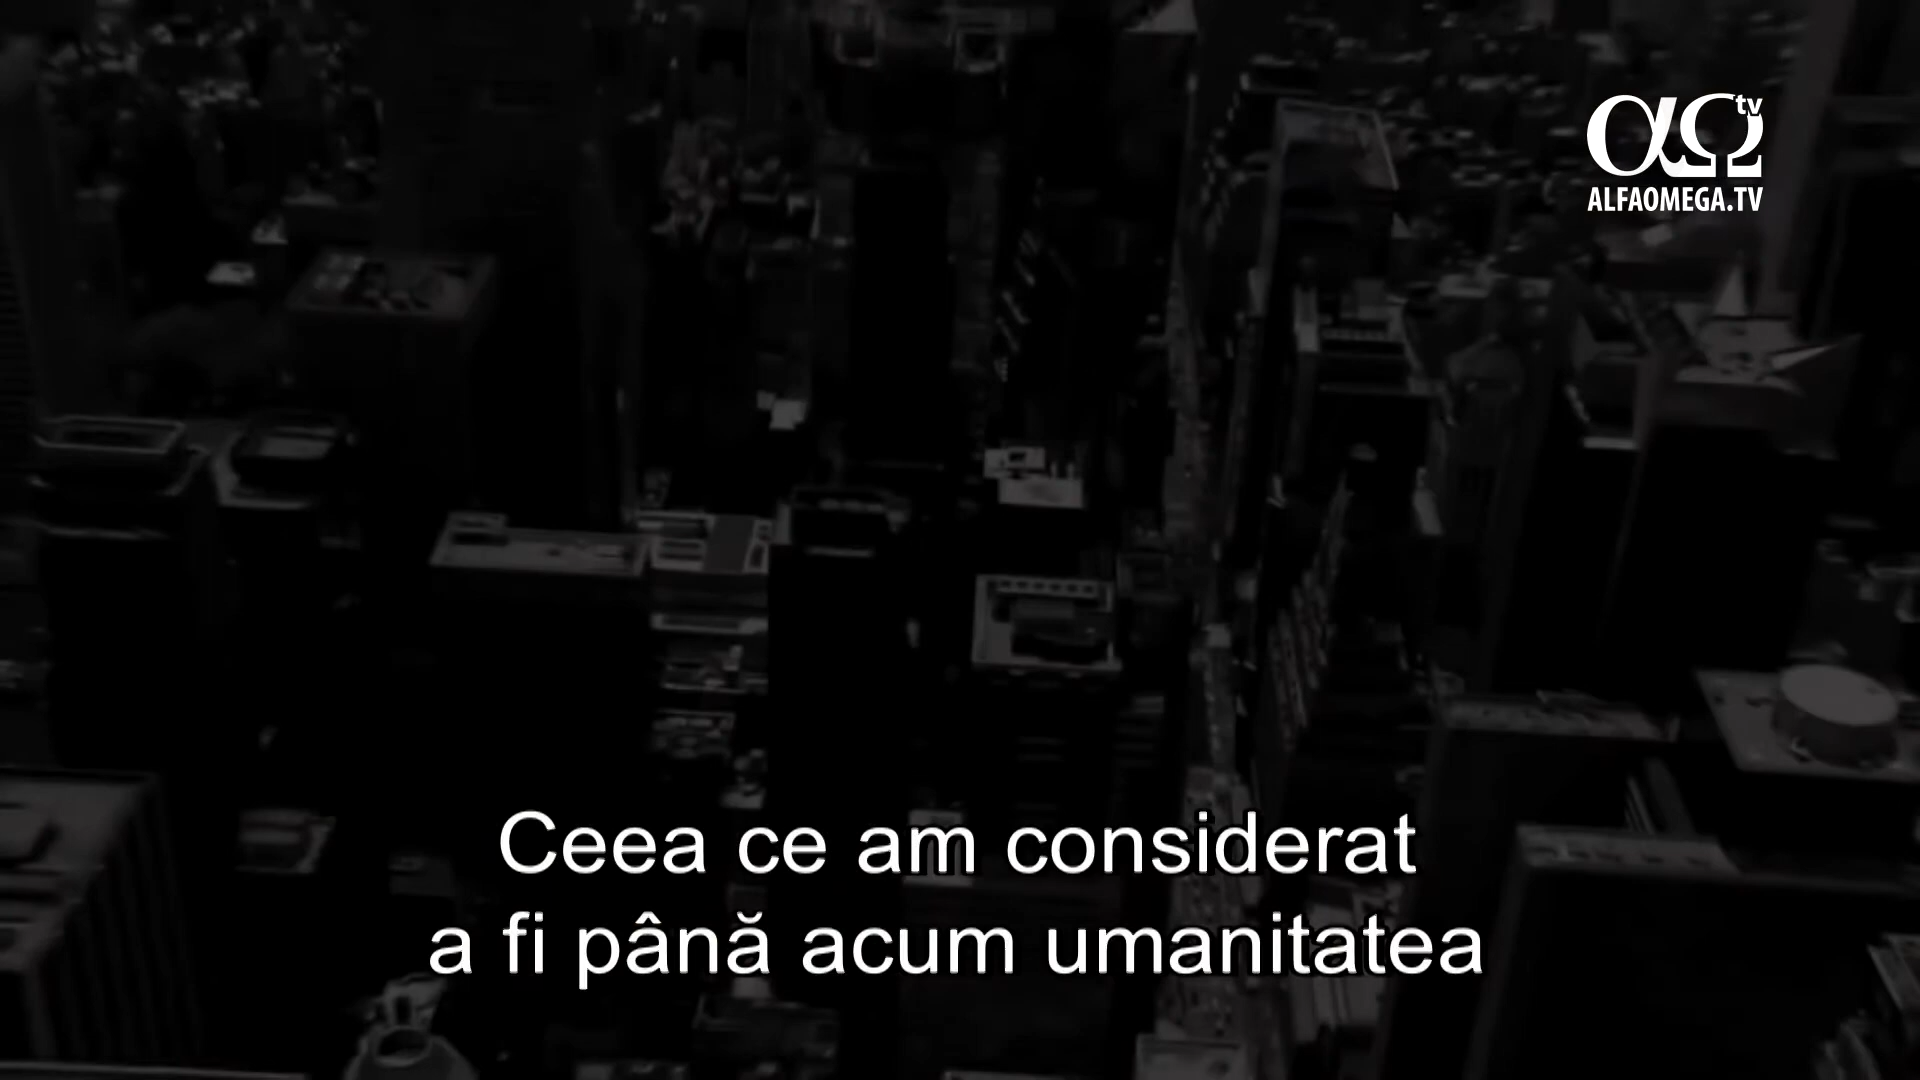 αΩtv
ALFAOMEGA.TV
Ceea ce am considerat
a fi până acum umanitatea